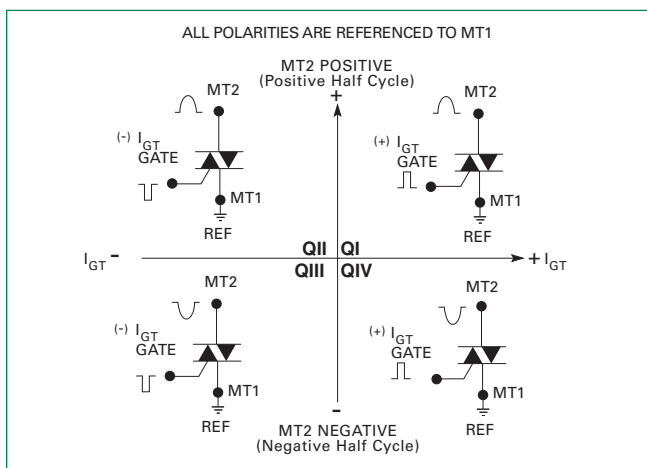 ALL POLARITIES ARE REFERENCED TO MT1
MT2 POSITIVE
(Positive Half Cycle)
+
MT2
(-) IGT
GATE
MT1
REF
MT2
(+) IGT
GATE
MT1
REF
IGT -
QII QI
QIII QIV
+ IGT
MT2
(-) IGT
GATE
MT1
REF
MT2
(+) IGT
GATE
MT1
REF
-
MT2 NEGATIVE
(Negative Half Cycle)